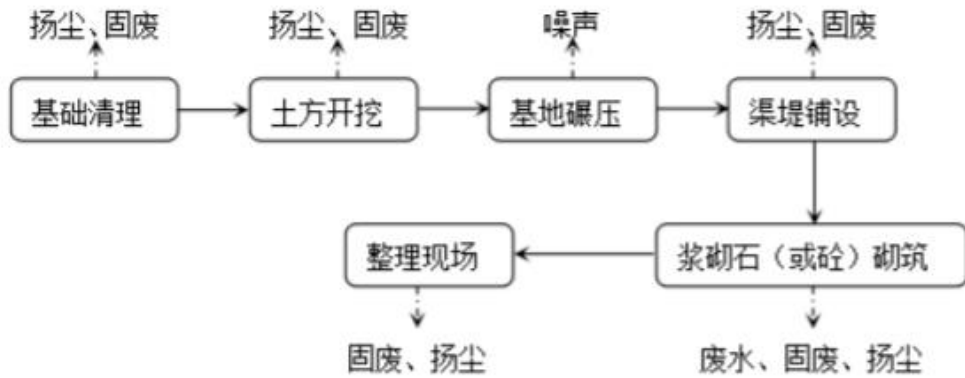 扬尘、固废 扬尘、固废 噪声 扬尘、固废
基础清理 土方开挖 基地碾压 渠堤铺设
整理现场 浆砌石（或砼）砌筑
固废、扬尘 废水、固废、扬尘